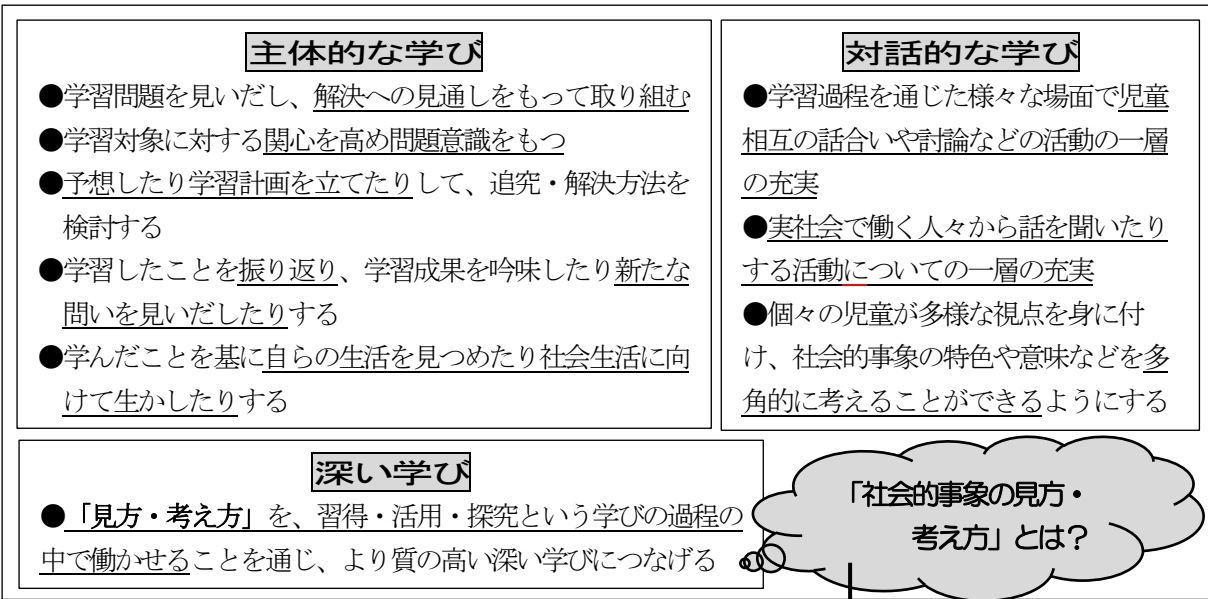 主体的な学び
●学習問題を見いだし、解決への見通しをもって取り組む
●学習対象に対する関心を高め問題意識をもつ
●予想したり学習計画を立てたりして、追究・解決方法を
検討する
●学習したことを振り返り、学習成果を吟味したり新たな
問いを見いだしたりする
●学んだことを基に自らの生活を見つめたり社会生活に向
けて生かしたりする
対話的な学び
●学習過程を通じた様々な場面で児童
相互の話合いや討論などの活動の一層
の充実
●実社会で働く人々から話を聞いたり
する活動についての一層の充実
●個々の児童が多様な視点を身に付
け、社会的事象の特色や意味などを多
角的に考えることができるようにする
深い学び
●「見方・考え方」を、習得・活用・探究という学びの過程の
中で働かせることを通じ、より質の高い深い学びにつなげる
「社会的事象の見方・
考え方」とは？